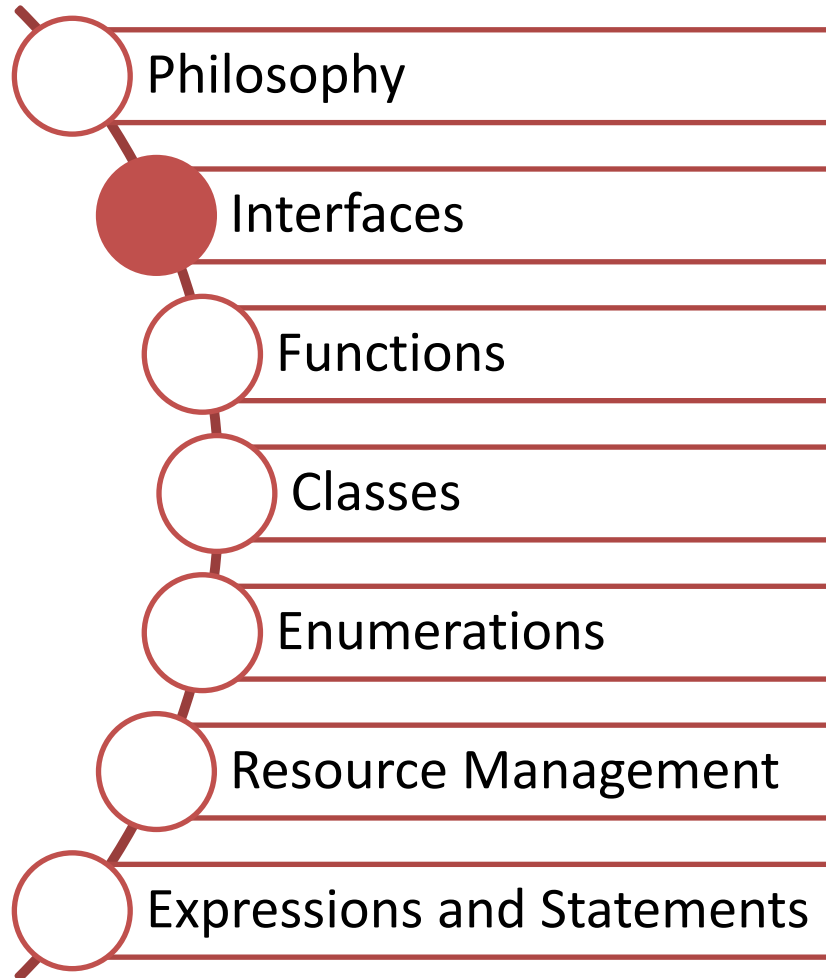 Philosophy
Interfaces
Functions
Classes
Enumerations
Resource Management
Expressions and Statements